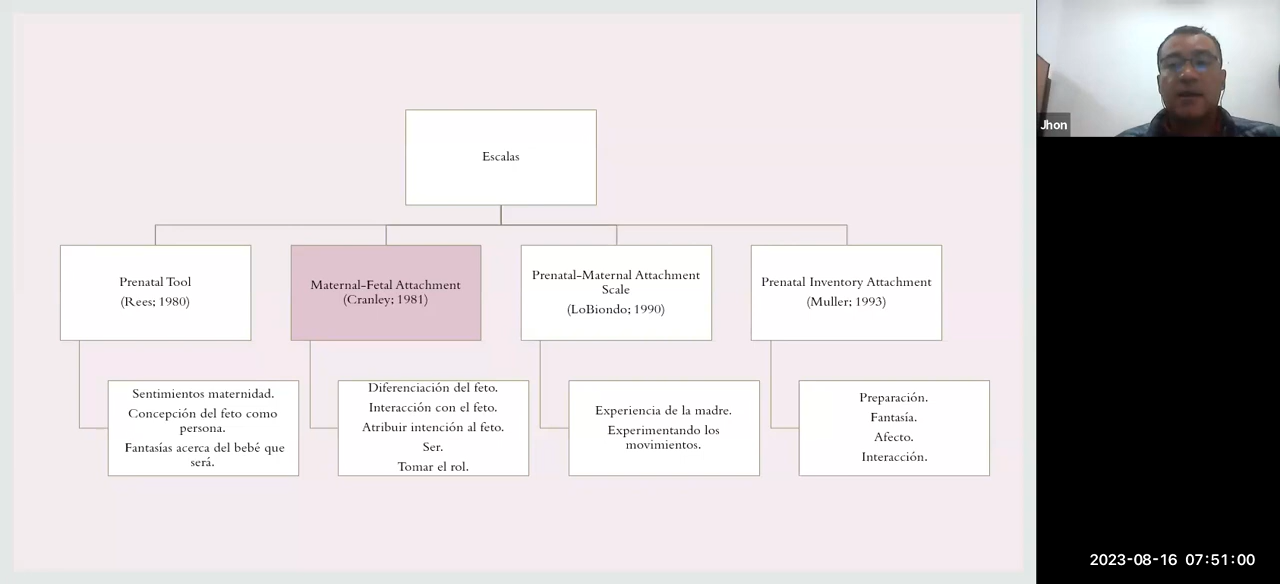 Escalas
Prenatal Tool
(Rees; 1980)
Maternal-Fetal Attachment
(Cranley; 1981)
Prenatal-Maternal Attachment
Scale
(LoBiondo; 1990)
Prenatal Inventory Attachment
(Muller; 1993)
Sentimientos maternidad.
Concepción del feto como
persona.
Fantasías acerca del bebé que
será.
Diferenciación del feto.
Interacción con el feto.
Atribuir intención al feto.
Ser.
Tomar el rol.
Experiencia de la madre.
Experimentando los
movimientos.
Preparación.
Fantasía.
Afecto.
Interacción.
Jhon
2023-08-16 07:51:00